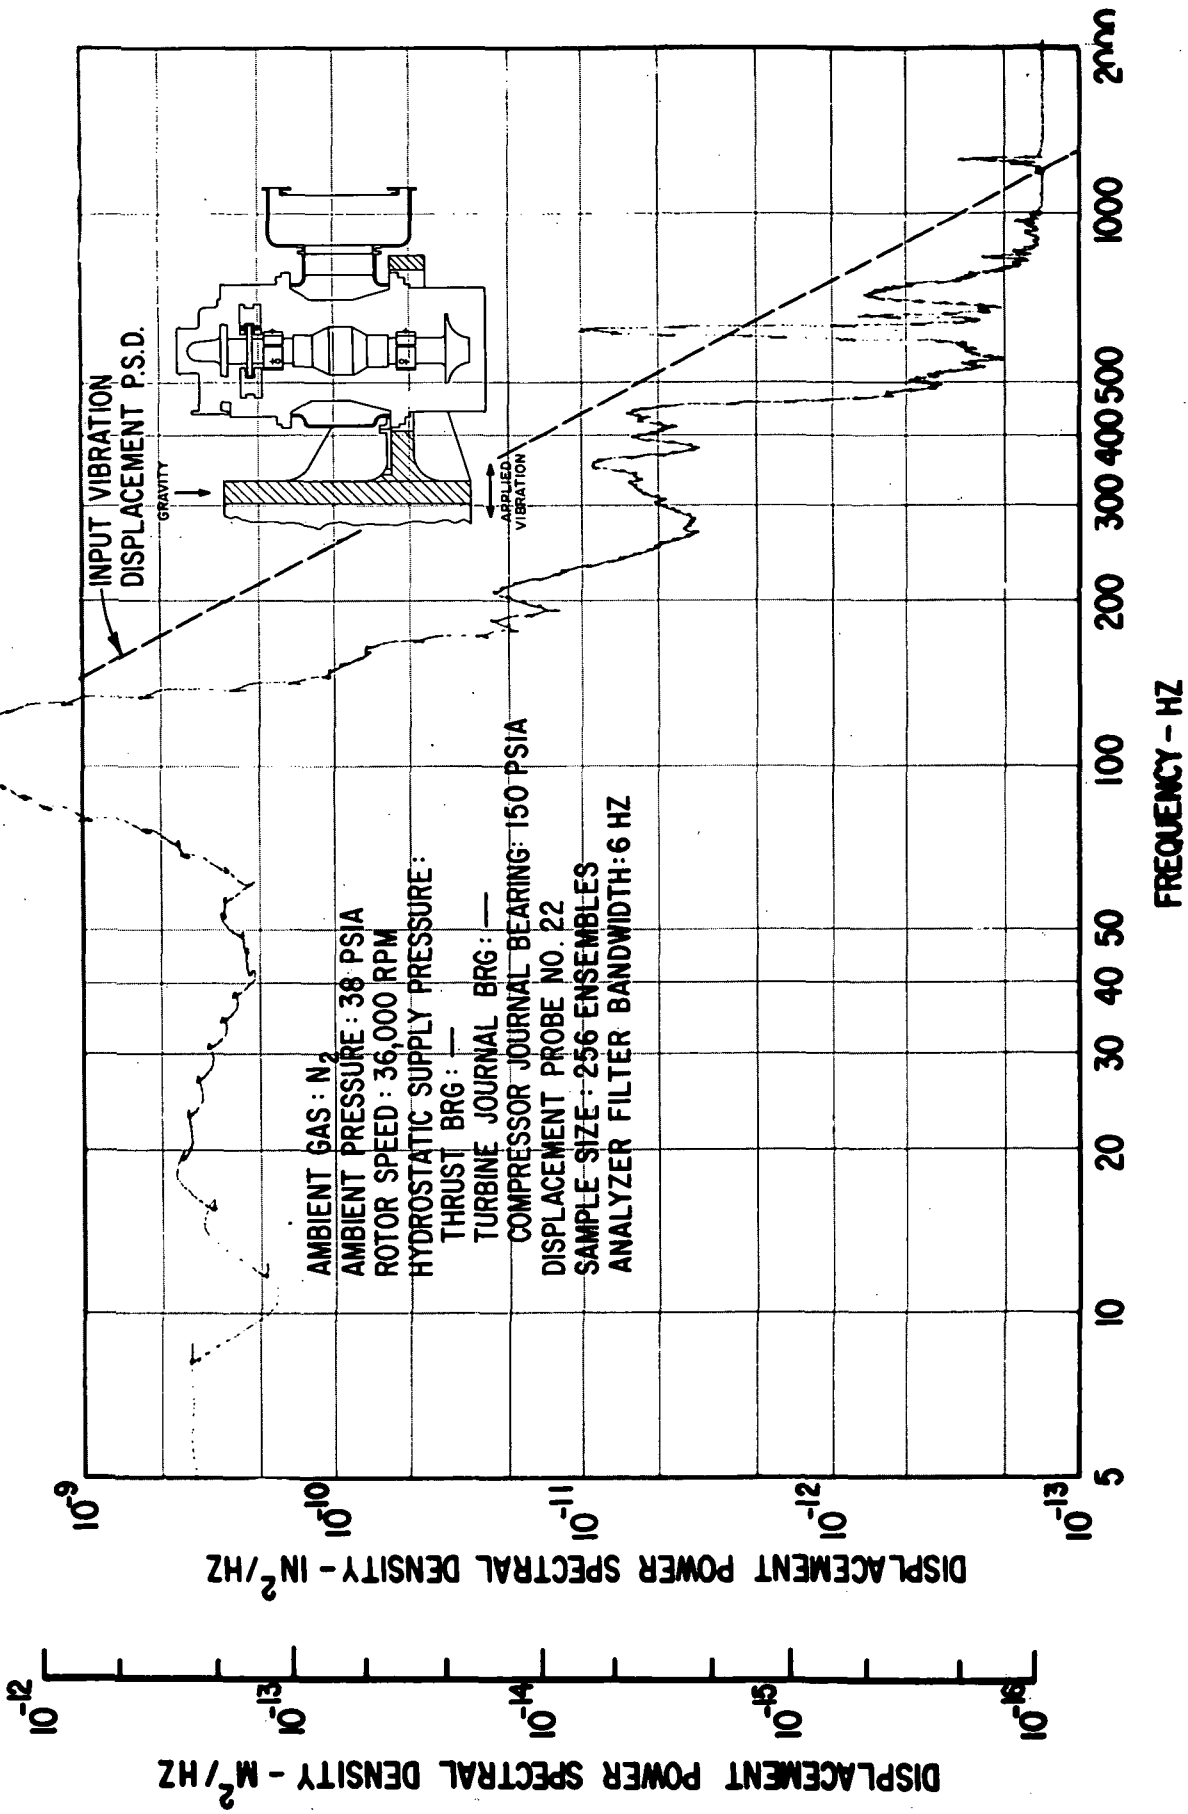 INPUT VIBRATION
DISPLACEMENT P.S.D.
GRAVITY
APPLIED
VIBRATION
AMBIENT GAS: N₂
AMBIENT PRESSURE: 38 PSIA
ROTOR SPEED: 36,000 RPM
HYDROSTATIC SUPPLY PRESSURE:
THRUST BRG: —
TURBINE JOURNAL BRG: —
COMPRESSOR JOURNAL BEARING: 150 PSIA
DISPLACEMENT PROBE NO. 22
SAMPLE SIZE: 256 ENSEMBLES
ANALYZER FILTER BANDWIDTH: 6 HZ
DISPLACEMENT POWER SPECTRAL DENSITY - M²/HZ
10⁻¹²
10⁻¹³
10⁻¹⁴
10⁻¹⁵
10⁻¹⁶
DISPLACEMENT POWER SPECTRAL DENSITY - IN²/HZ
10⁻⁹
10⁻¹⁰
10⁻¹¹
10⁻¹²
10⁻¹³
5 10 20 30 40 50 100 200 300 400 500 1000 2000
FREQUENCY - HZ